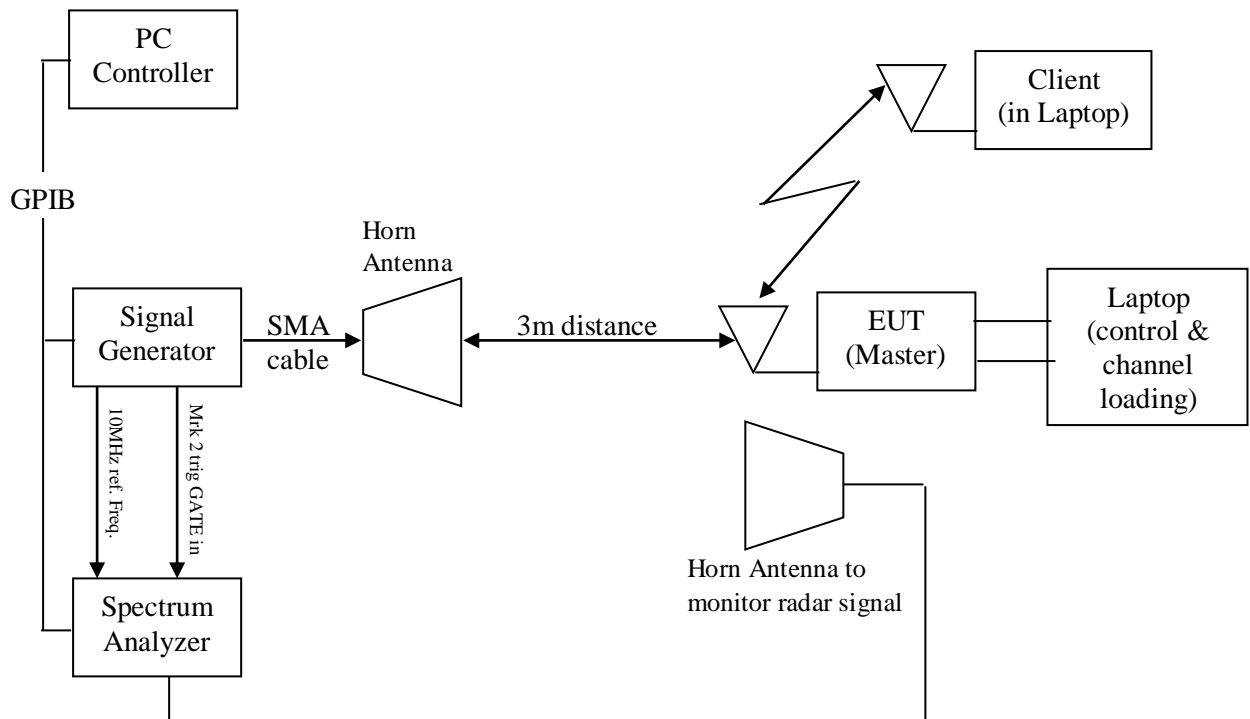 PC
Controller
Client
(in Laptop)
GPIB
Horn
Antenna
Signal
Generator
SMA
cable
3m distance
EUT
(Master)
Laptop
(control &
channel
loading)
10MHz ref. Freq.
Mrk 2 trig GATE in
Horn Antenna to
monitor radar signal
Spectrum
Analyzer